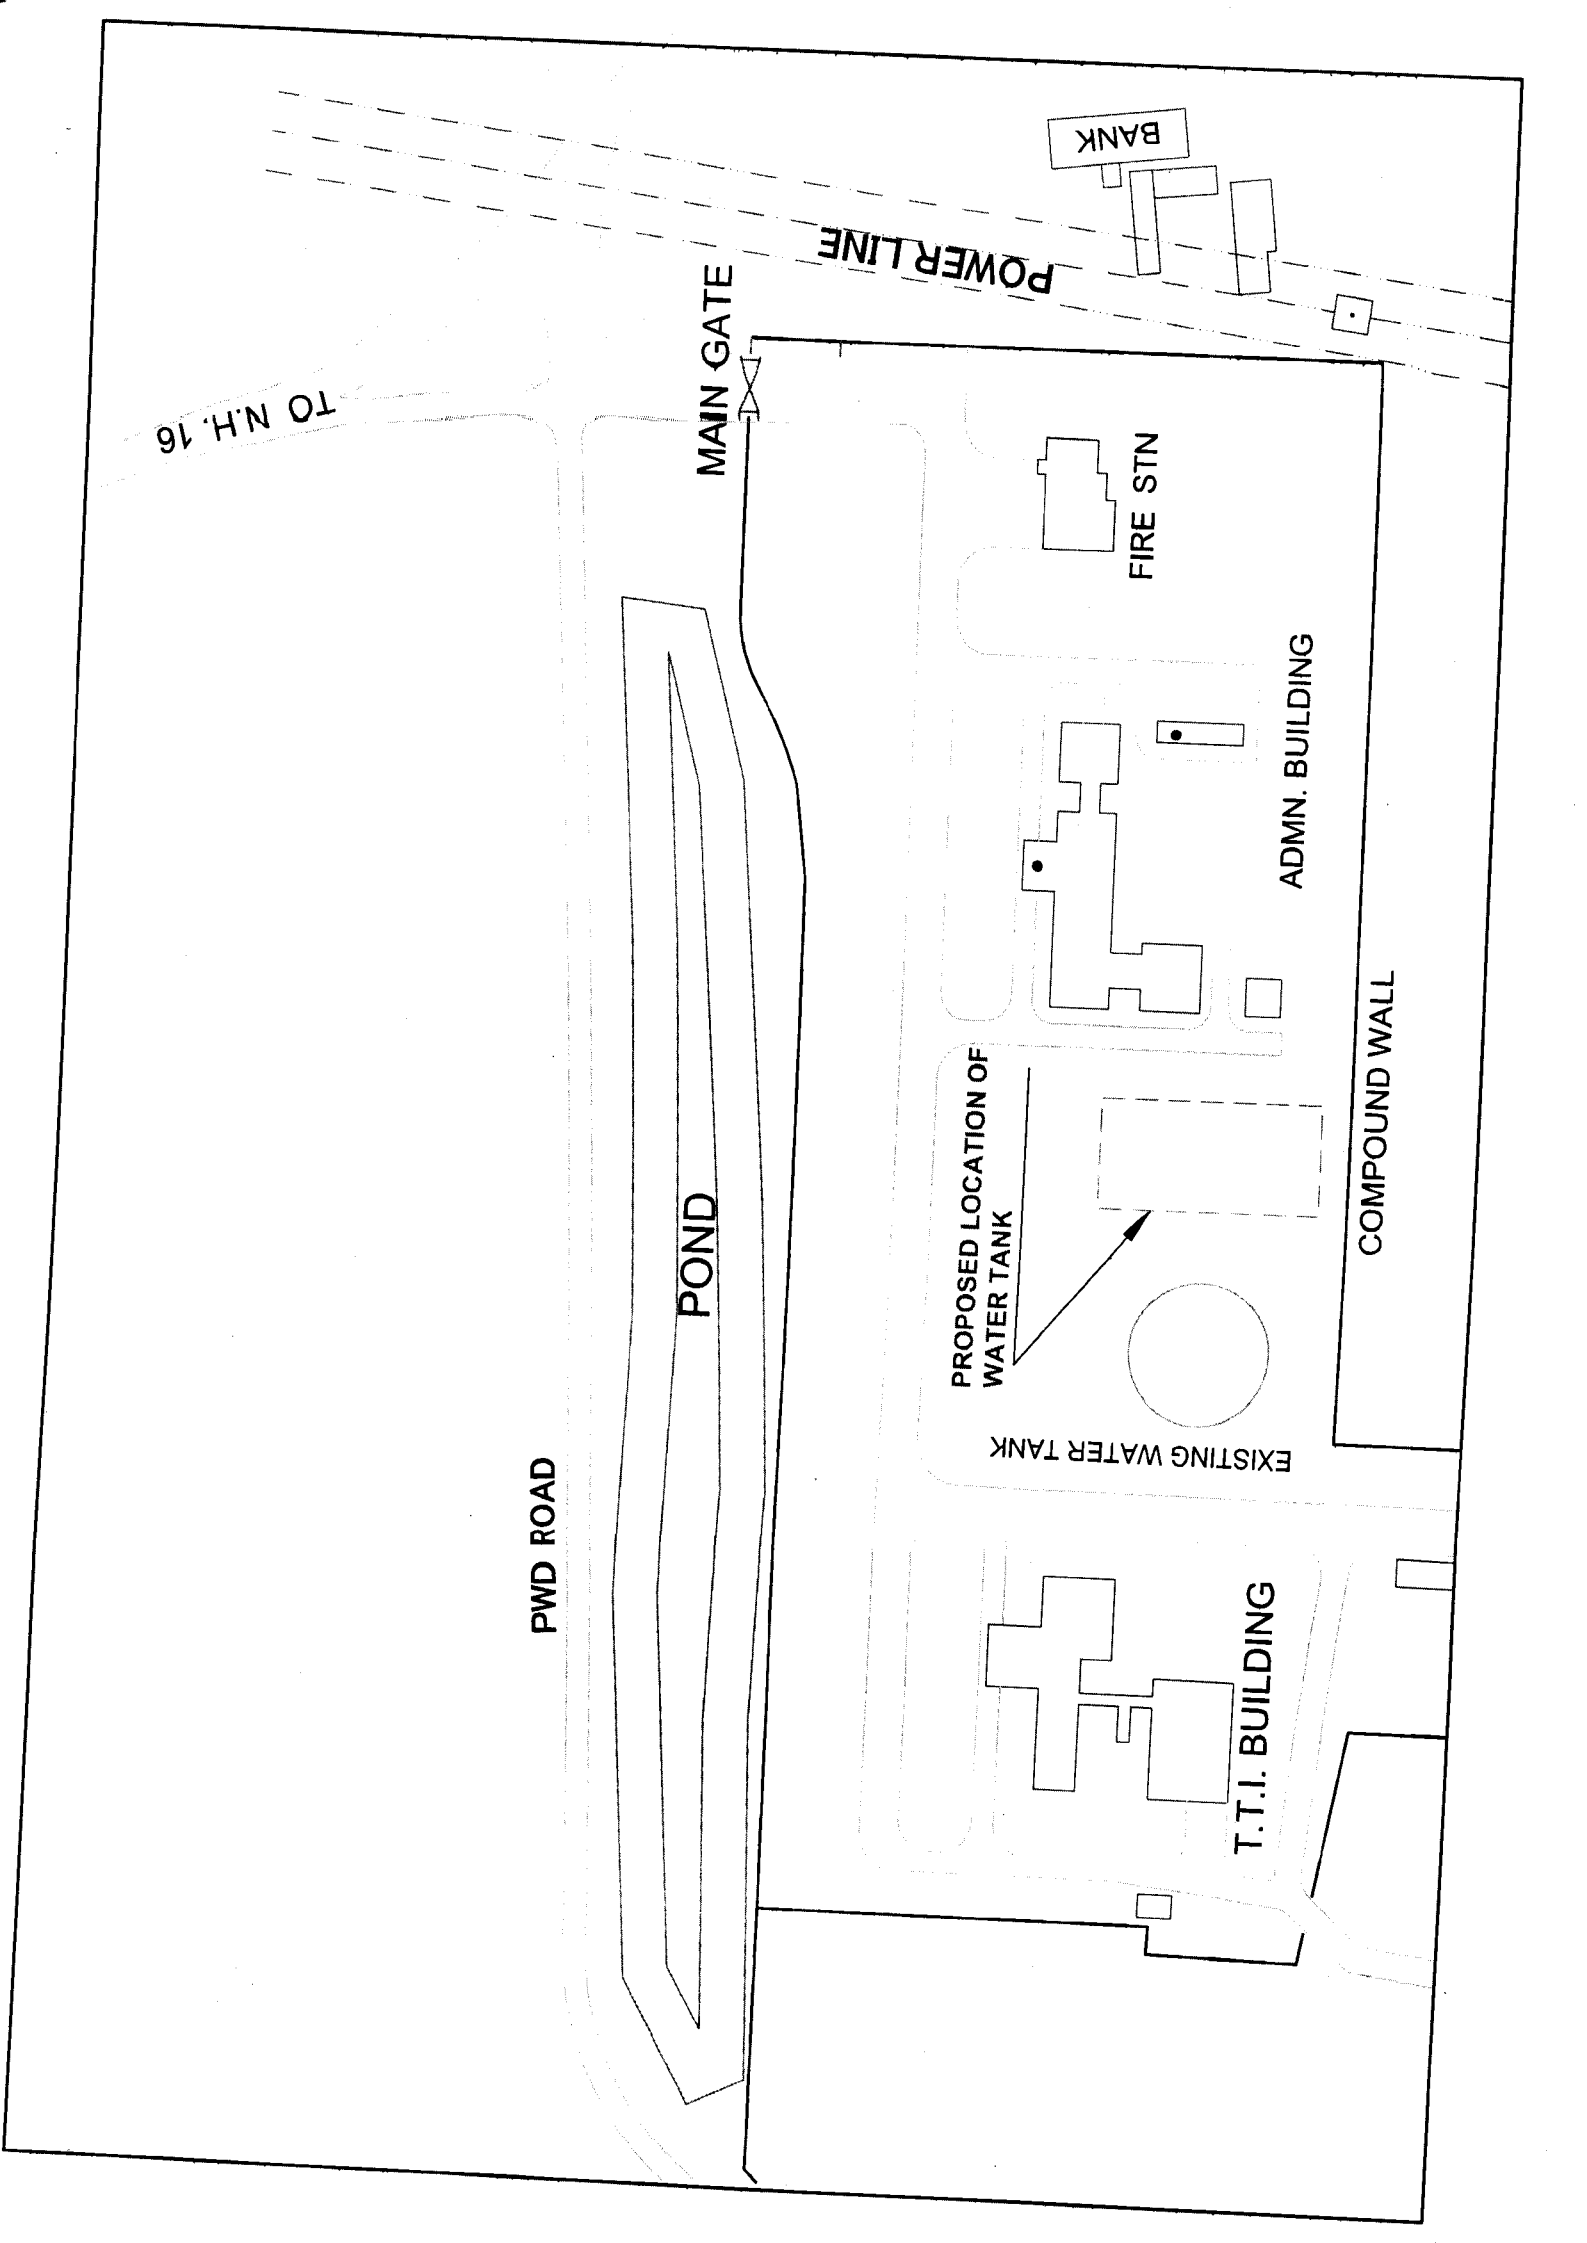 BANK
POWER LINE
MAIN GATE
TO N.H. 16
FIRE STN
ADMN. BUILDING
COMPOUND WALL
PROPOSED LOCATION OF
WATER TANK
POND
EXISTING WATER TANK
PWD ROAD
T.T.I. BUILDING